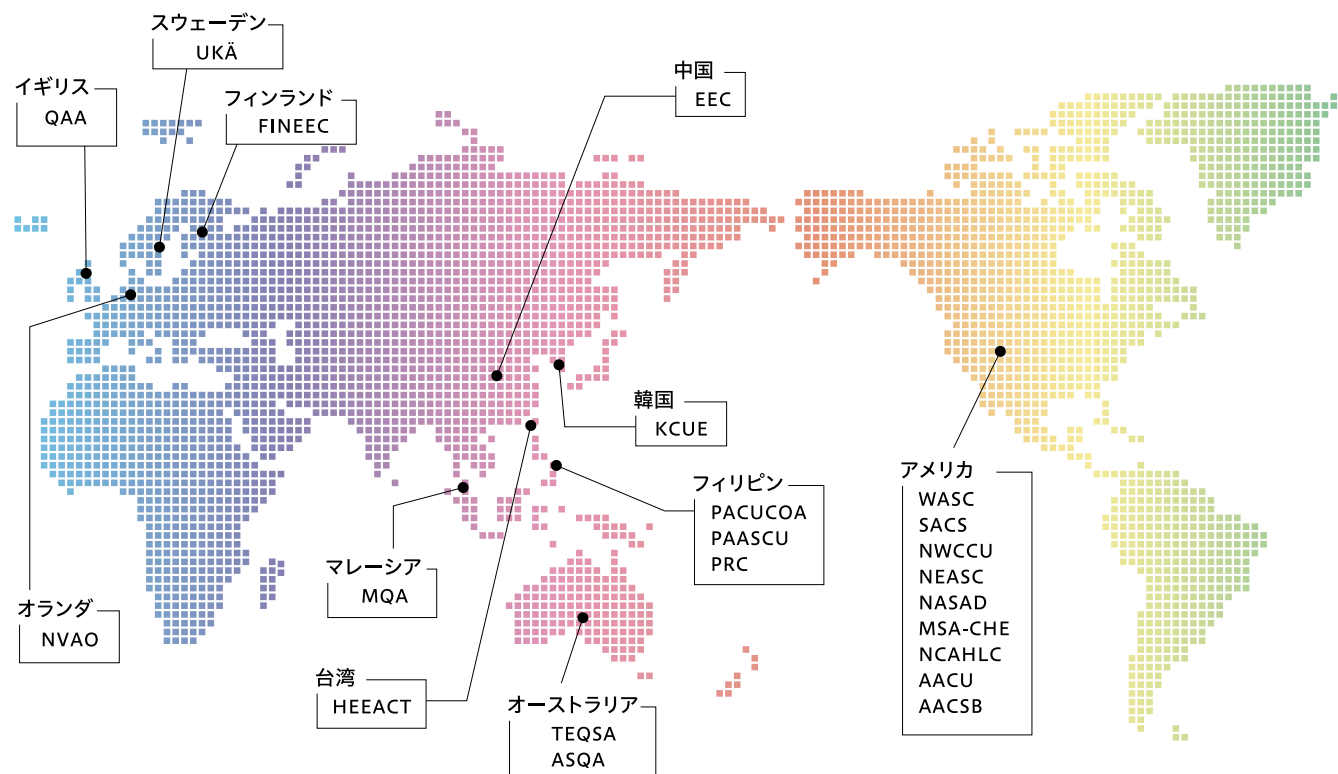 スウェーデン
UKÄ
イギリス
QAA
フィンランド
FINEEC
中国
EEC
韓国
KCUE
アメリカ
WASC
SACS
NWCCU
NEASC
NASAD
MSA-CHE
NCAHLC
AACU
AACSB
フィリピン
PACUCOA
PAASCU
PRC
マレーシア
MQA
オランダ
NVAO
台湾
HEEACT
オーストラリア
TEQSA
ASQA